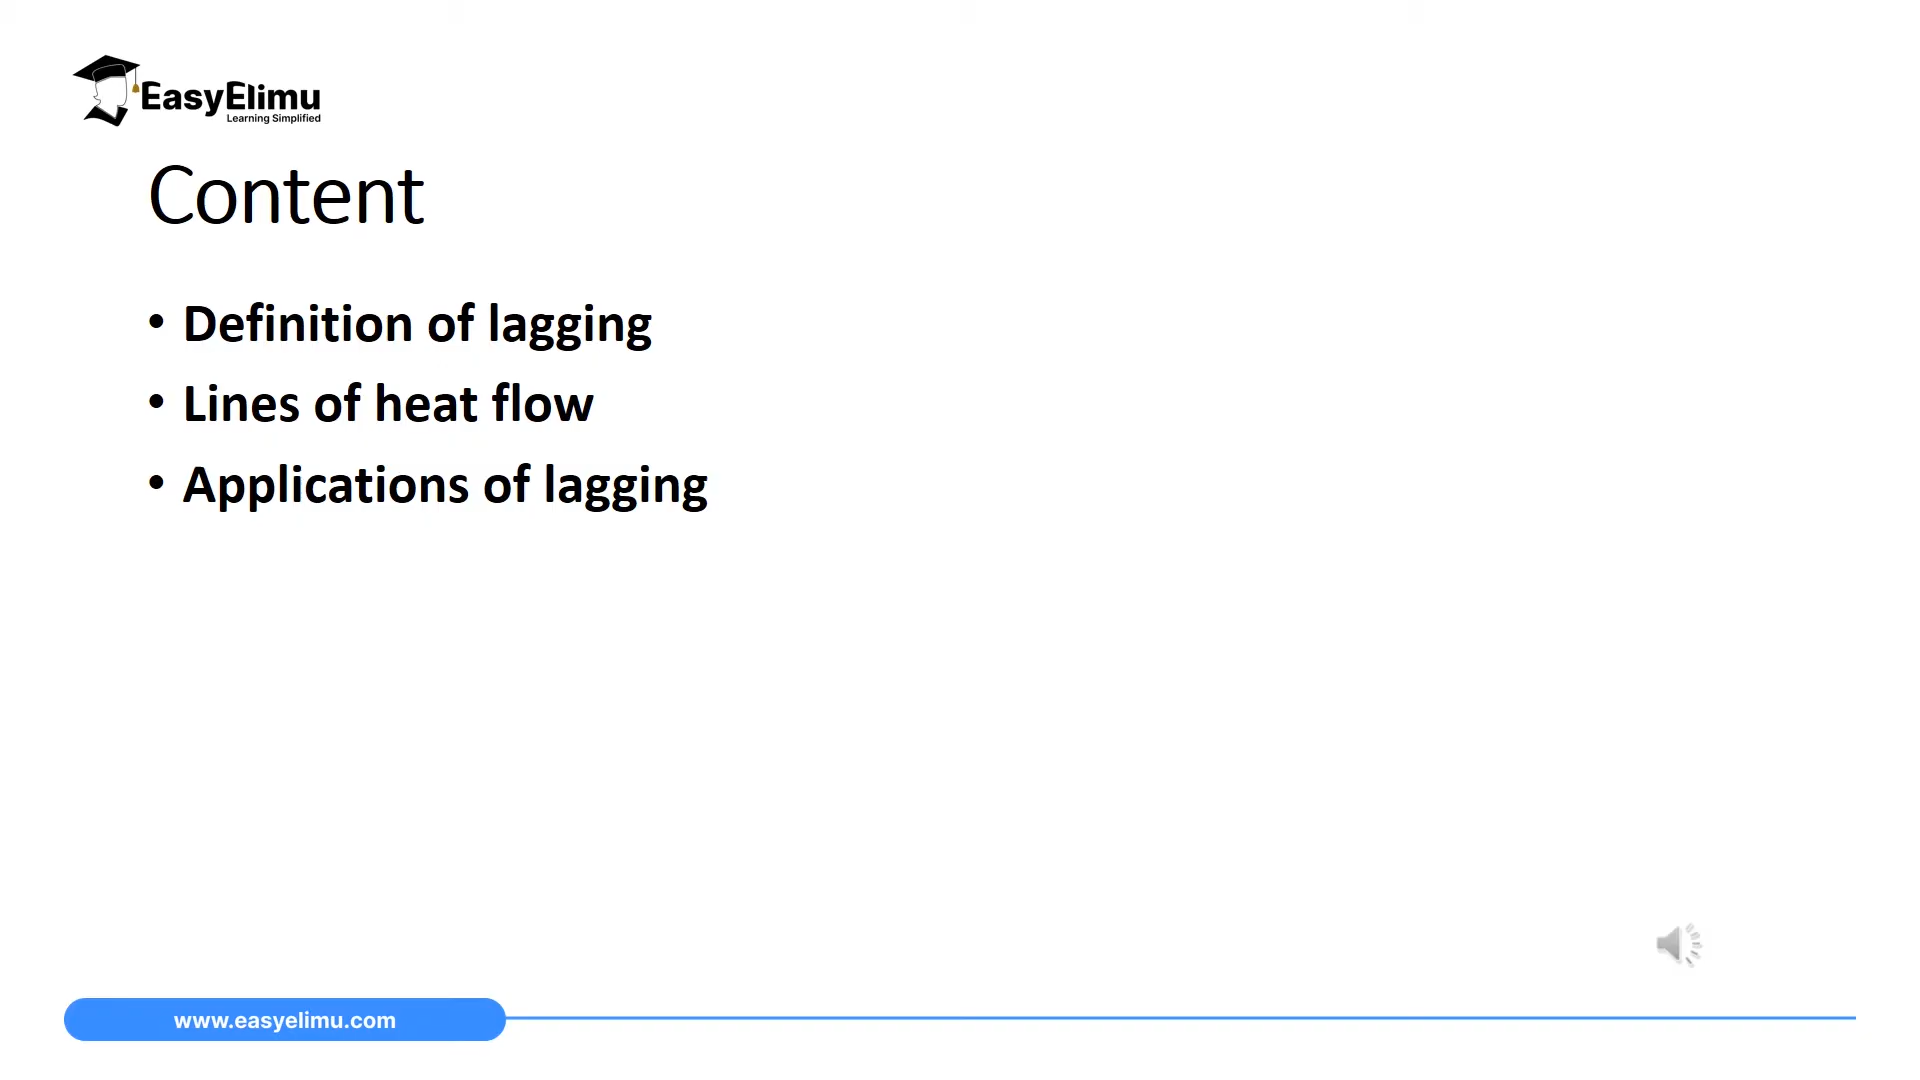 EasyElimu
Learning Simplified
Content
• Definition of lagging
• Lines of heat flow
• Applications of lagging
www.easyelimu.com